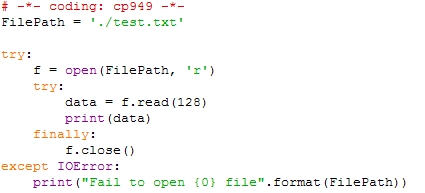 # -*- coding: cp949 -*-
FilePath = './test.txt'

try:
    f = open(FilePath, 'r')
    try:
        data = f.read(128)
        print(data)
    finally:
        f.close()
except IOError:
    print("Fail to open {0} file".format(FilePath))